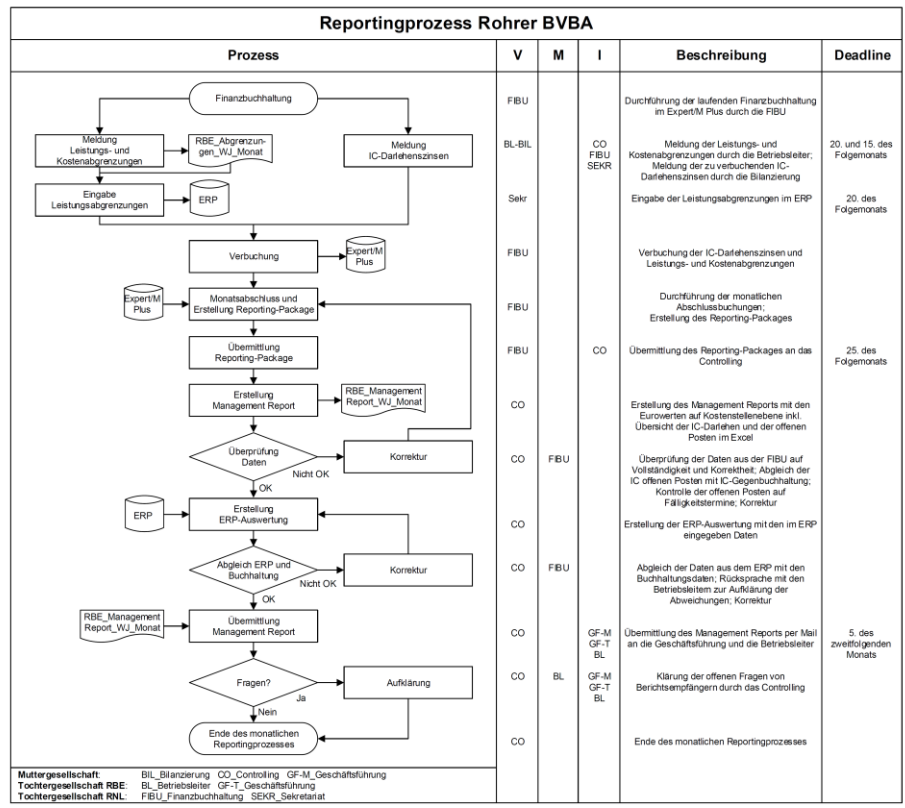 Reportingprozess Rohrer BVBA
Prozess V M I Beschreibung Deadline
Finanzbuchhaltung
FIBU
Durchführung der laufenden Finanzbuchhaltung
im Expert/M Plus durch die FIBU
Meldung
Leistungs- und
Kostenabgrenzungen
RBE_Abgrenzun-
gen_WJ_Monat
Meldung
IC-Darlehenszinsen
BL-BIL
CO
FIBU
SEKR
Meldung der Leistungs- und
Kostenabgrenzungen durch die Betriebsleiter;
Meldung der zu verbuchenden IC-
Darlehenszinsen durch die Bilanzierung
20. und 15. des
Folgemonats
Eingabe
Leistungsabgrenzungen
ERP
Sekr
Eingabe der Leistungsabgrenzungen im ERP
20. des
Folgemonats
Verbuchung
Expert/M
Plus
FIBU
Verbuchung der IC-Darlehenszinsen und
Leistungs- und Kostenabgrenzungen
Expert/M
Plus
Monatsabschluss und
Erstellung Reporting-Package
FIBU
Durchführung der monatlichen
Abschlussbuchungen;
Erstellung des Reporting-Packages
Übermittlung
Reporting-Package
FIBU
CO
Übermittlung des Reporting-Packages an das
Controlling
25. des
Folgemonats
Erstellung
Management Report
RBE_Management
Report_WJ_Monat
CO
Erstellung des Management Reports mit den
Eurowerten auf Kostenstellenebene inkl.
Übersicht der IC-Darlehen und der offenen
Posten im Excel
Überprüfung
Daten
Nicht OK
OK
Korrektur
CO
FIBU
Überprüfung der Daten aus der FIBU auf
Vollständigkeit und Korrektheit; Abgleich der
IC offenen Posten mit IC-Gegenbuchhaltung;
Kontrolle der offenen Posten auf
Fälligkeitstermine; Korrektur
ERP
Erstellung
ERP-Auswertung
CO
Erstellung der ERP-Auswertung mit den im ERP
eingegeben Daten
Abgleich ERP und
Buchhaltung
Nicht OK
OK
Korrektur
CO
FIBU
Abgleich der Daten aus dem ERP mit den
Buchhaltungsdaten; Rücksprache mit den
Betriebsleitern zur Aufklärung der
Abweichungen; Korrektur
RBE_Management
Report_WJ_Monat
Übermittlung
Management Report
CO
GF-M
GF-T
BL
Übermittlung des Management Reports per Mail
an die Geschäftsführung und die Betriebsleiter
5. des
zweitfolgenden
Monats
Fragen?
Ja
Nein
Aufklärung
CO
BL
GF-M
GF-T
BL
Klärung der offenen Fragen von
Berichtsempfängern durch das Controlling
Ende des monatlichen
Reportingprozesses
CO
Ende des monatlichen Reportingprozesses
Muttergesellschaft: BIL_Bilanzierung CO_Controlling GF-M_Geschäftsführung
Tochtergesellschaft RBE: BL_Betriebsleiter GF-T_Geschäftsführung
Tochtergesellschaft RNL: FIBU_Finanzbuchhaltung SEKR_Sekretariat